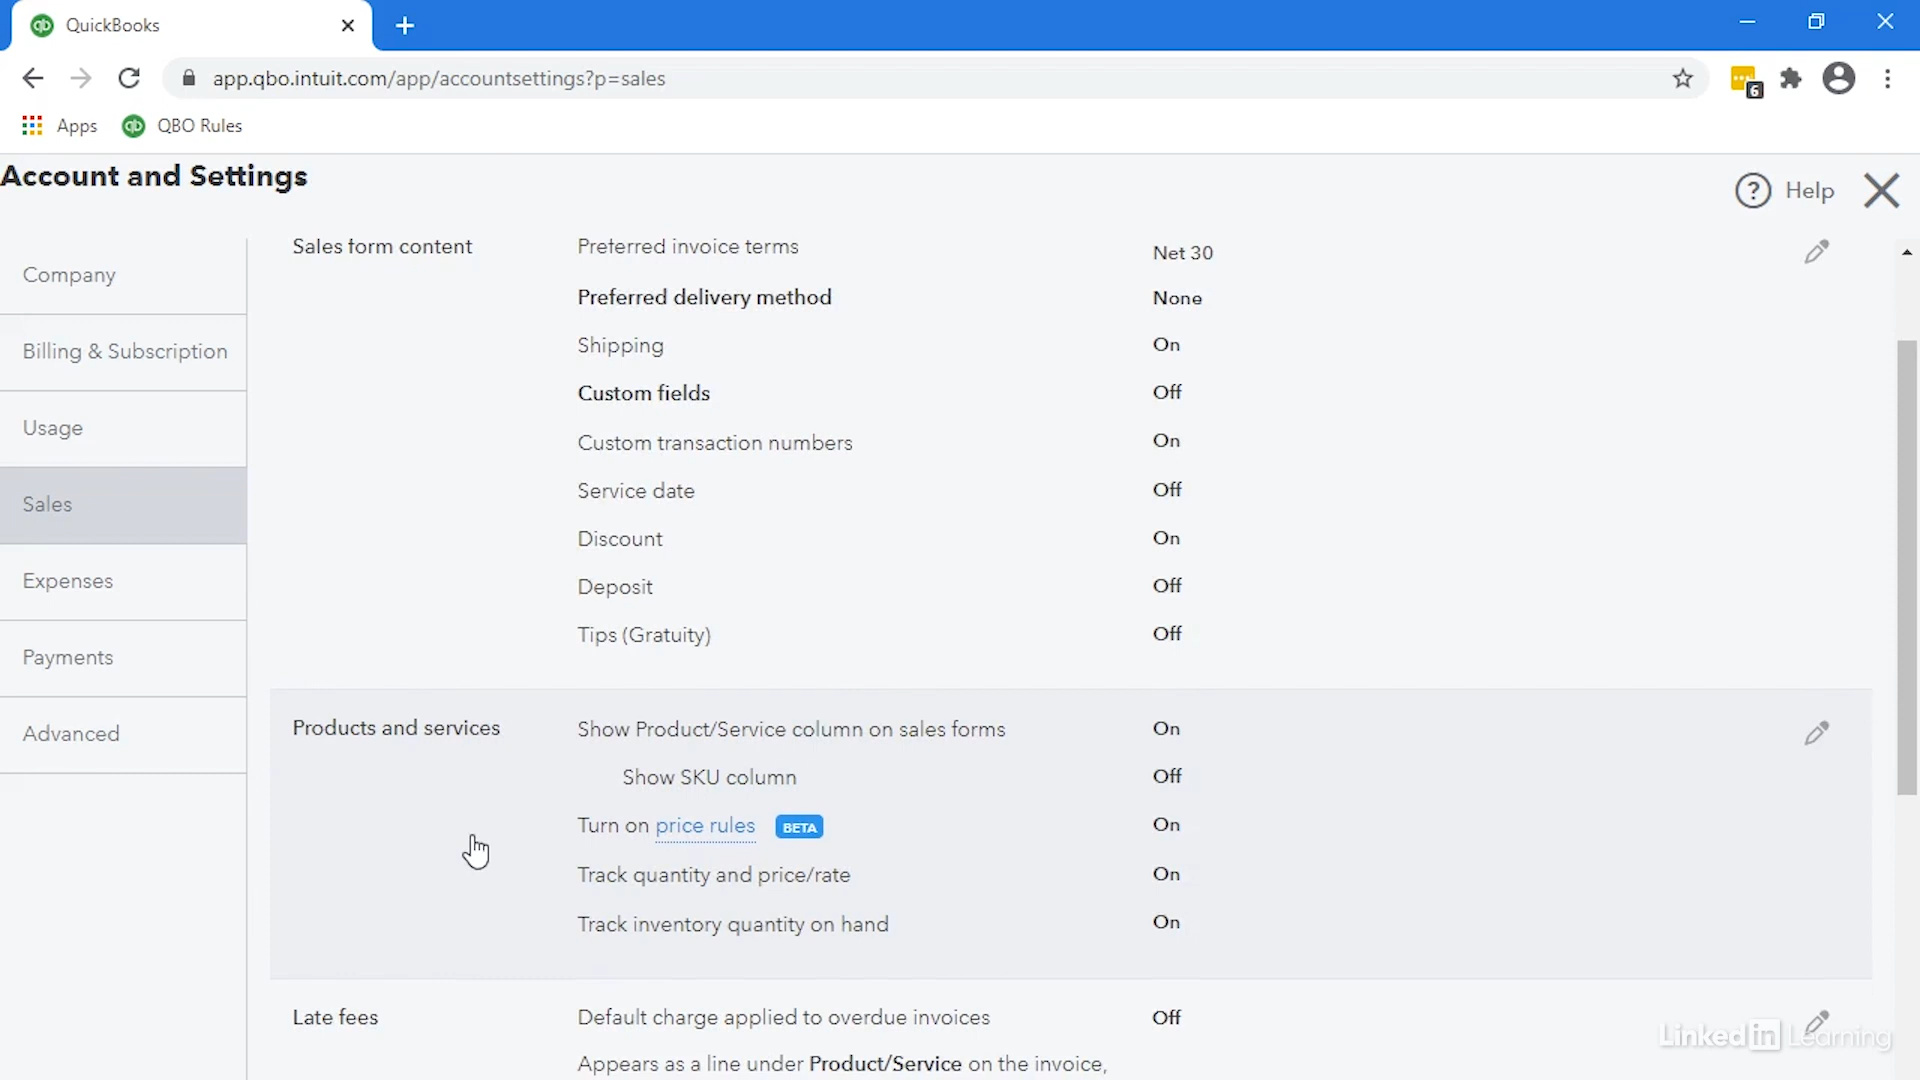 QuickBooks
app.qbo.intuit.com/app/accountsettings?p=sales
6
Apps
QBO Rules
Account and Settings
Help
Company
Billing & Subscription
Usage
Sales
Expenses
Payments
Advanced
Sales form content
Preferred invoice terms Net 30
Preferred delivery method None
Shipping On
Custom fields Off
Custom transaction numbers On
Service date Off
Discount On
Deposit Off
Tips (Gratuity) Off
Products and services
Show Product/Service column on sales forms On
Show SKU column Off
Turn on price rules BETA On
Track quantity and price/rate On
Track inventory quantity on hand On
Late fees
Default charge applied to overdue invoices Off
Appears as a line under Product/Service on the invoice,
LinkedIn Learning